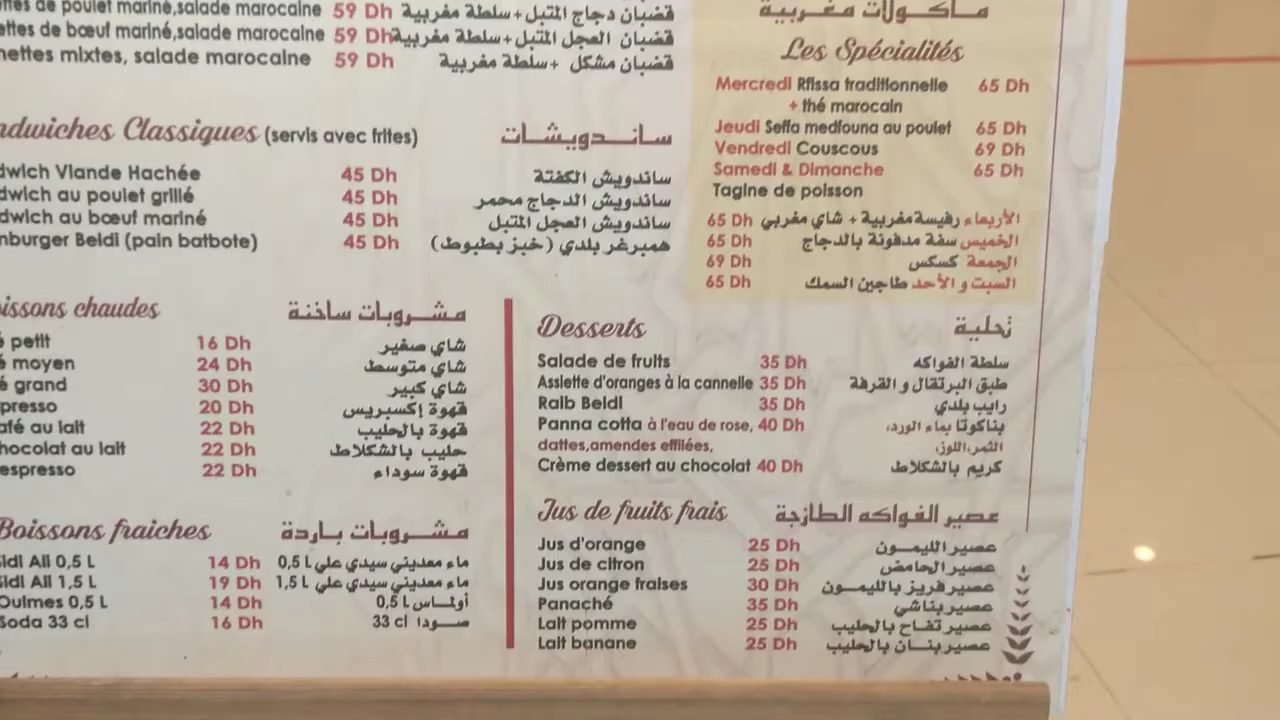 de poulet mariné,salade marocaine 59 Dh قضبان دجاج المتبل+سلطة مغربية
de bœuf mariné,salade marocaine 59 Dh قضبان العجل المتبل+سلطة مغربية
mixtes, salade marocaine 59 Dh قضبان مشكل +سلطة مغربية
Classiques (servis avec frites) ساندويشات
Viande Hachée 45 Dh ساندويش الكفتة
au poulet grillé 45 Dh ساندويش الدجاج محمر
au bœuf mariné 45 Dh ساندويش العجل المتبل
Beldi (pain batbote) 45 Dh همبرغر بلدي (خبز بطبوط)
مأكولات مغربية
Les Spécialités
Mercredi Rfissa traditionnelle 65 Dh
+ thé marocain
Jeudi Seffa medfouna au poulet 65 Dh
Vendredi Couscous 69 Dh
Samedi & Dimanche 65 Dh
Tagine de poisson
الأربعاء رفيسة مغربية + شاي مغربي 65 Dh
الخميس سفة مدفونة بالدجاج 65 Dh
الجمعة كسكس 69 Dh
السبت و الأحد طاجين السمك 65 Dh
chaudes مشروبات ساخنة
petit 16 Dh شاي صغير
moyen 24 Dh شاي متوسط
grand 30 Dh شاي كبير
presso 20 Dh قهوة إكسبريس
afé au lait 22 Dh قهوة بالحليب
hocolat au lait 22 Dh حليب بالشكلاط
espresso 22 Dh قهوة سوداء
Boissons fraiches مشروبات باردة
idi Ali 0,5 L 14 Dh ماء معديني سيدي علي 0,5 L
idi Ali 1,5 L 19 Dh ماء معديني سيدي علي 1,5 L
Oulmes 0,5 L 14 Dh أولماس 0,5 L
Soda 33 cl 16 Dh صودا 33 cl
Desserts تحلية
Salade de fruits 35 Dh سلطة الفواكه
Assiette d'oranges à la cannelle 35 Dh طبق البرتقال و القرفة
Raib Beldi 35 Dh رايب بلدي
Panna cotta à l'eau de rose, 40 Dh بناكوتا بماء الورد،
dattes,amendes effilées, الثمر،اللوز،
Crème dessert au chocolat 40 Dh كريم بالشكلاط
Jus de fruits frais عصير الفواكه الطازجة
Jus d'orange 25 Dh عصير الليمون
Jus de citron 25 Dh عصير الحامض
Jus orange fraises 30 Dh عصير فريز بالليمون
Panaché 35 Dh عصير بناشي
Lait pomme 25 Dh عصير تفاح بالحليب
Lait banane 25 Dh عصير بنان بالحليب